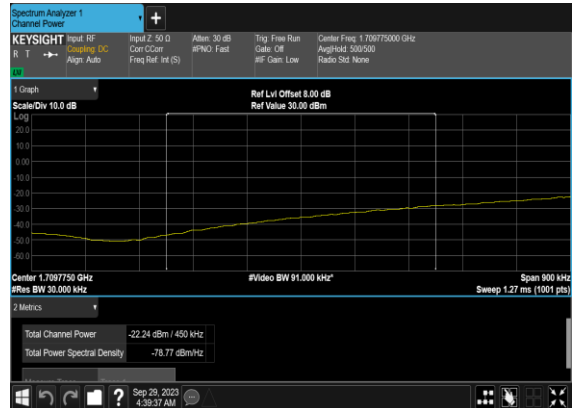 Spectrum Analyzer 1
Channel Power
+
KEYSIGHT Input: RF Input Z: 50 Ω Atten: 30 dB Trig: Free Run Center Freq: 1.709775000 GHz
R T Coupling: DC Corr CCorr #PNO: Fast Gate: Off Avg|Hold: 500/500
Align: Auto Freq Ref: Int (S) #IF Gain: Low Radio Std: None
LW
1 Graph
Ref Lvl Offset 8.00 dB
Scale/Div 10.0 dB Ref Value 30.00 dBm
Log
20.0
10.0
0.00
-10.0
-20.0
-30.0
-40.0
-50.0
-60.0
Center 1.7097750 GHz #Video BW 91.000 kHz* Span 900 kHz
#Res BW 30.000 kHz Sweep 1.27 ms (1001 pts)
2 Metrics
Total Channel Power -22.24 dBm / 450 kHz
Total Power Spectral Density -78.77 dBm/Hz
?
Sep 29, 2023
4:39:37 AM